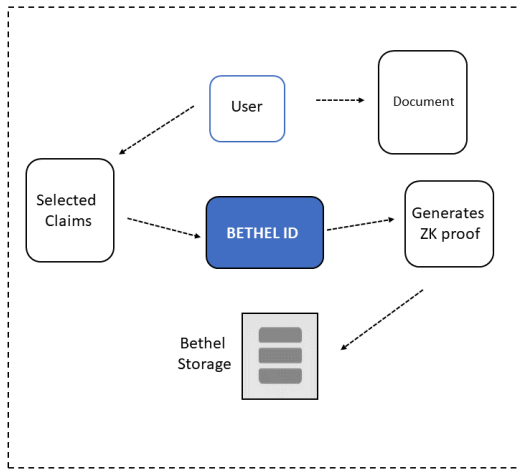 User
Document
Selected
Claims
BETHEL ID
Generates
ZK proof
Bethel
Storage